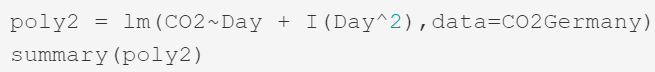 poly2 = lm(CO2~Day + I(Day^2),data=CO2Germany)
summary(poly2)